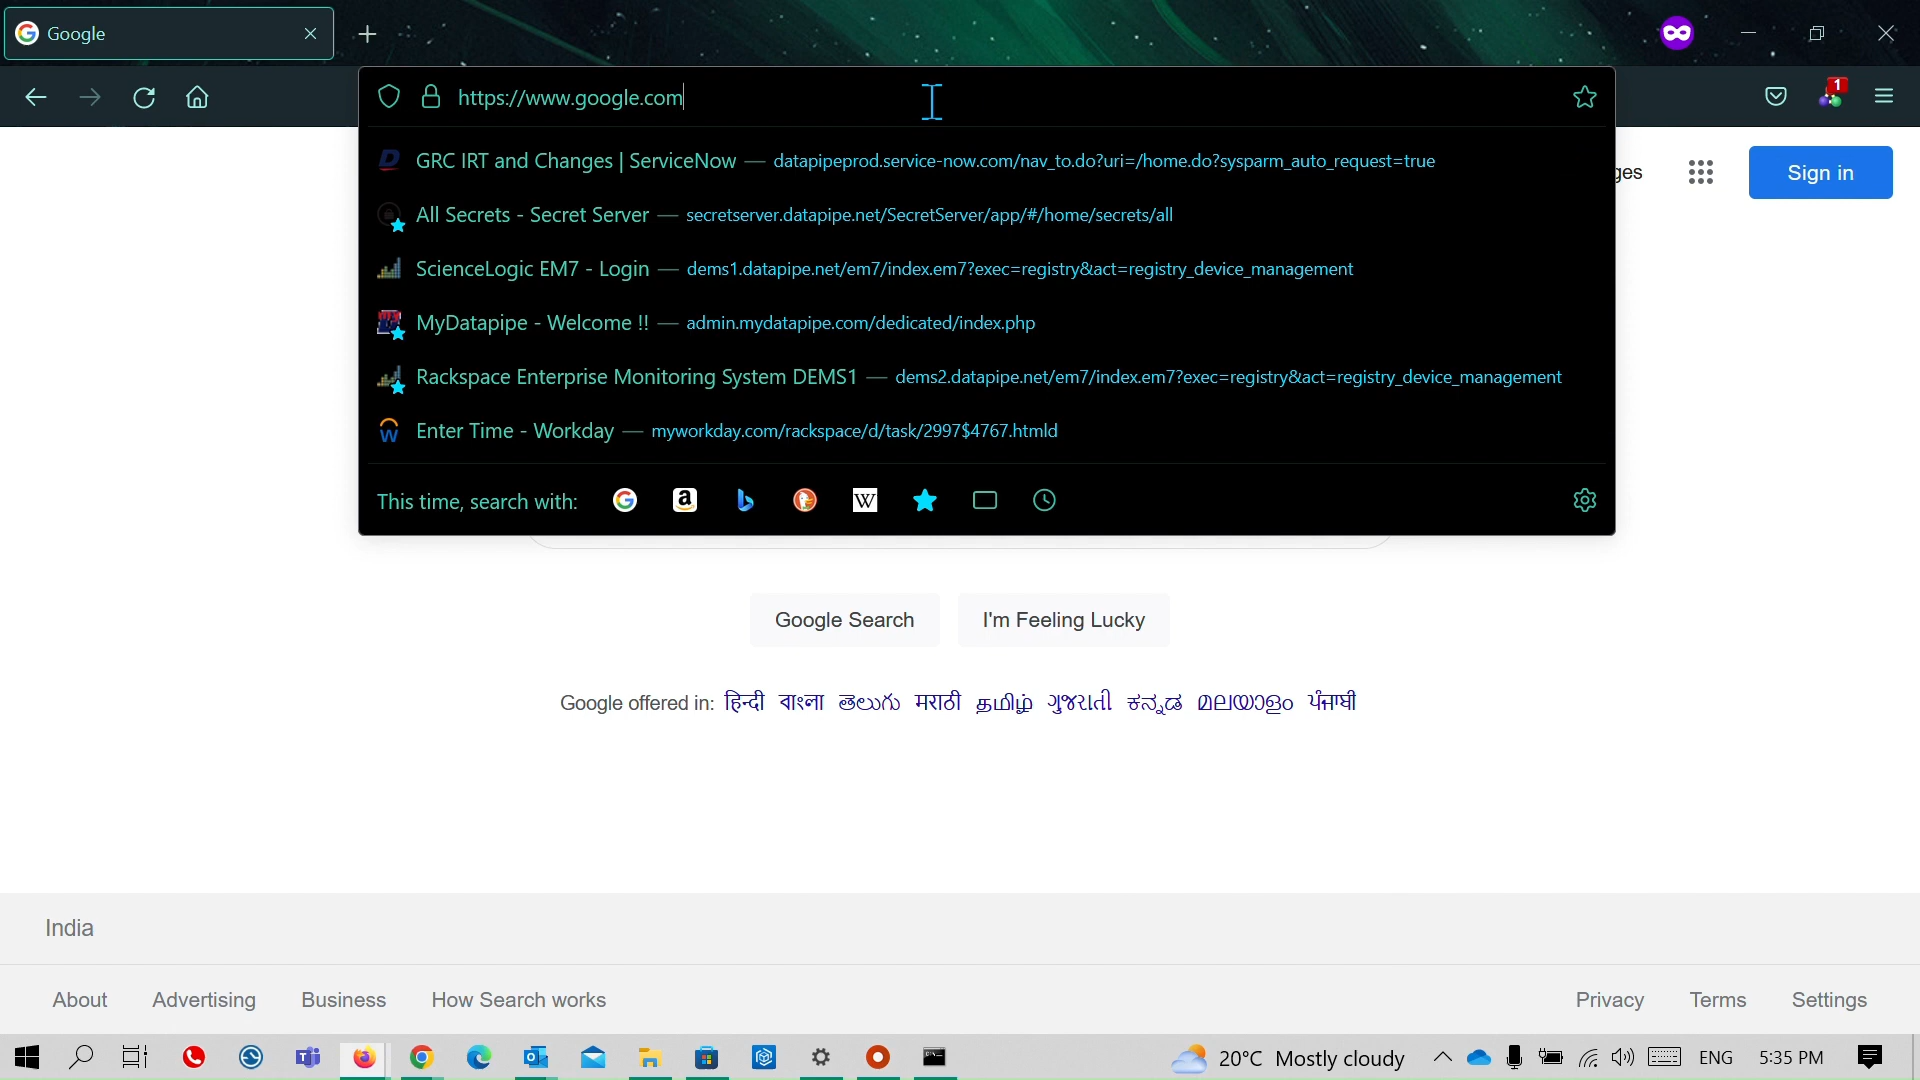 Google
https://www.google.com
GRC IRT and Changes | ServiceNow — datapipeprod.service-now.com/nav_to.do?uri=/home.do?sysparm_auto_request=true
ges
Sign in
All Secrets - Secret Server — secretserver.datapipe.net/SecretServer/app/#/home/secrets/all
ScienceLogic EM7 - Login — dems1.datapipe.net/em7/index.em7?exec=registry&act=registry_device_management
MyDatapipe - Welcome !! — admin.mydatapipe.com/dedicated/index.php
Rackspace Enterprise Monitoring System DEMS1 — dems2.datapipe.net/em7/index.em7?exec=registry&act=registry_device_management
Enter Time - Workday — myworkday.com/rackspace/d/task/2997$4767.htmld
This time, search with:
Google Search I'm Feeling Lucky
Google offered in: हिन्दी বাংলা తెలుగు मराठी தமிழ் ગુજરાતી ಕನ್ನಡ മലയാളം ਪੰਜਾਬੀ
India
About Advertising Business How Search works Privacy Terms Settings
20°C Mostly cloudy ENG 5:35 PM